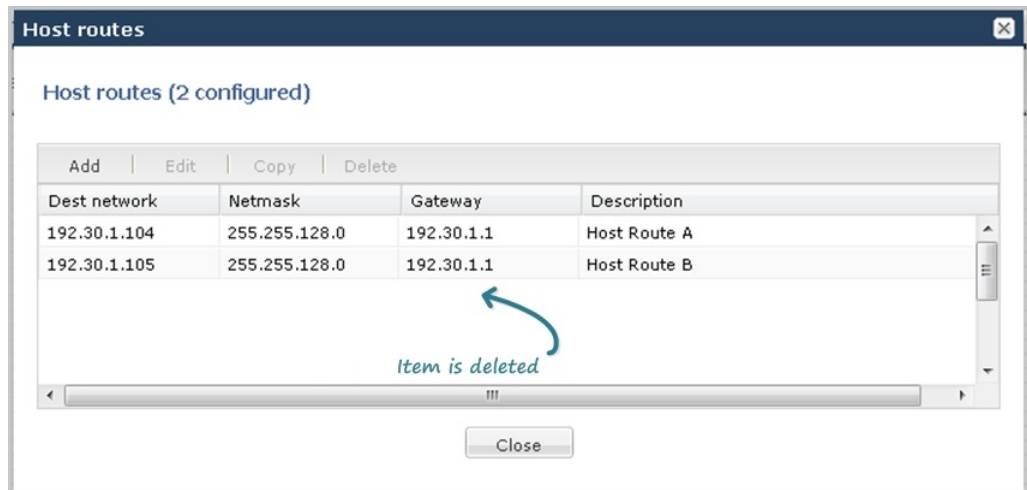 Host routes
Host routes (2 configured)
Add Edit Copy Delete
Dest network Netmask Gateway Description
192.30.1.104 255.255.128.0 192.30.1.1 Host Route A
192.30.1.105 255.255.128.0 192.30.1.1 Host Route B
Item is deleted
Close